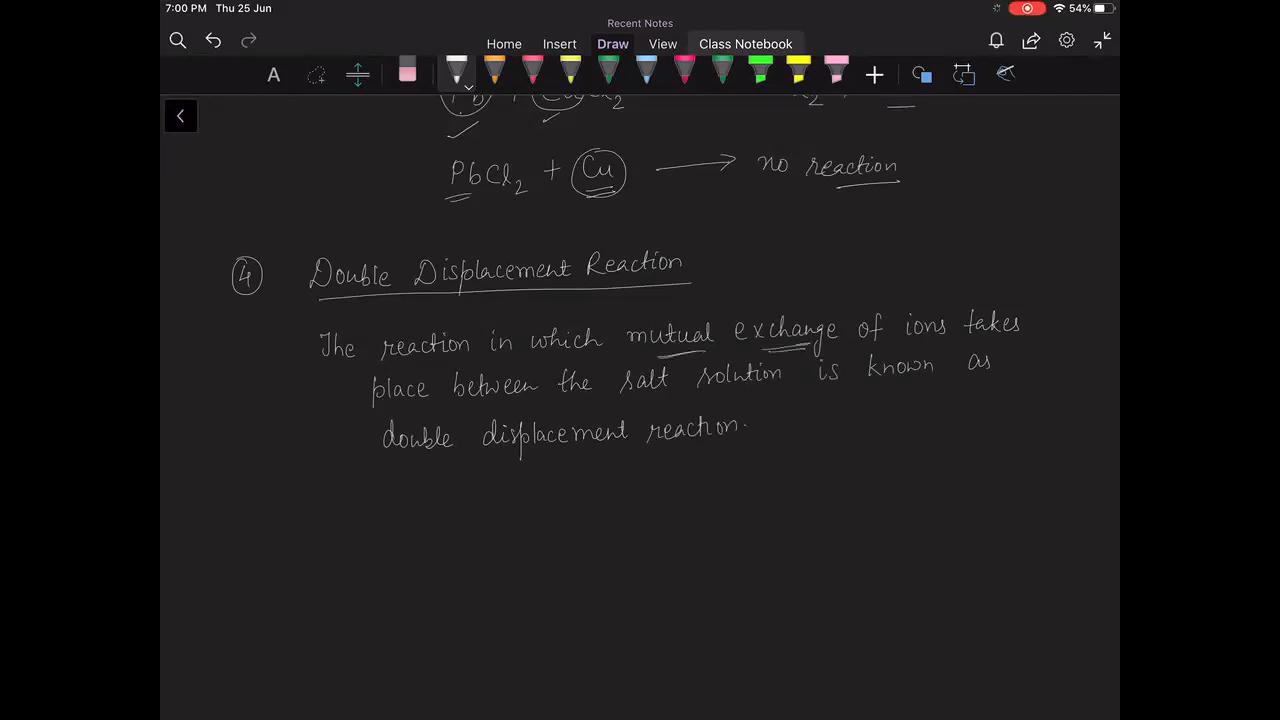 7:00 PM Thu 25 Jun
54%
Recent Notes
Home Insert Draw View Class Notebook
A
PbCl2 + Cu → no reaction
4 Double Displacement Reaction
The reaction in which mutual exchange of ions takes
place between the salt solution is known as
double displacement reaction.